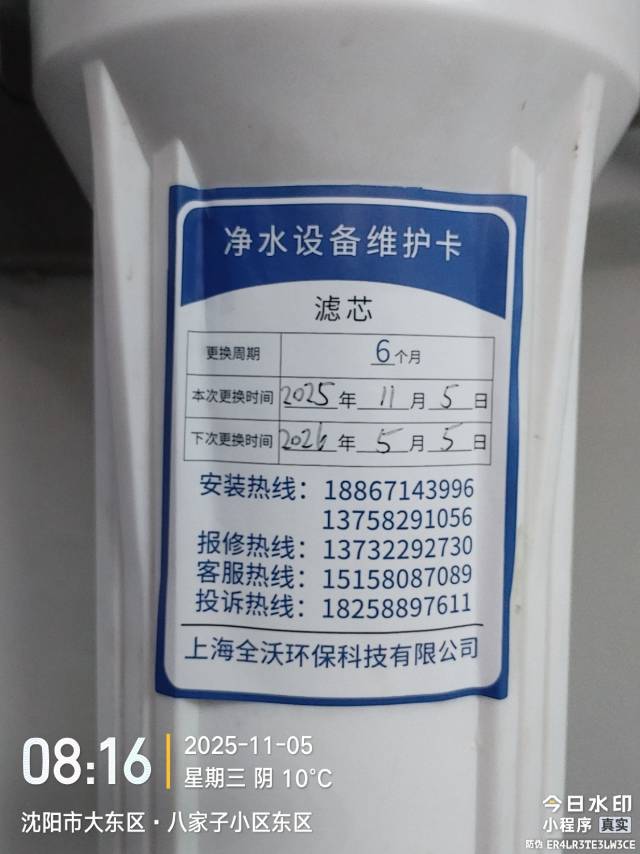 净水设备维护卡
滤芯
更换周期 6个月
本次更换时间 2025年11月5日
下次更换时间 2026年5月5日
安装热线：18867143996
13758291056
报修热线：13732292730
客服热线：15158087089
投诉热线：18258897611
上海全沃环保科技有限公司
08:16
2025-11-05
星期三 阴 10°C
沈阳市大东区·八家子小区东区
今日水印
小程序 真实
防伪 ER4LR3TE3LW3CE